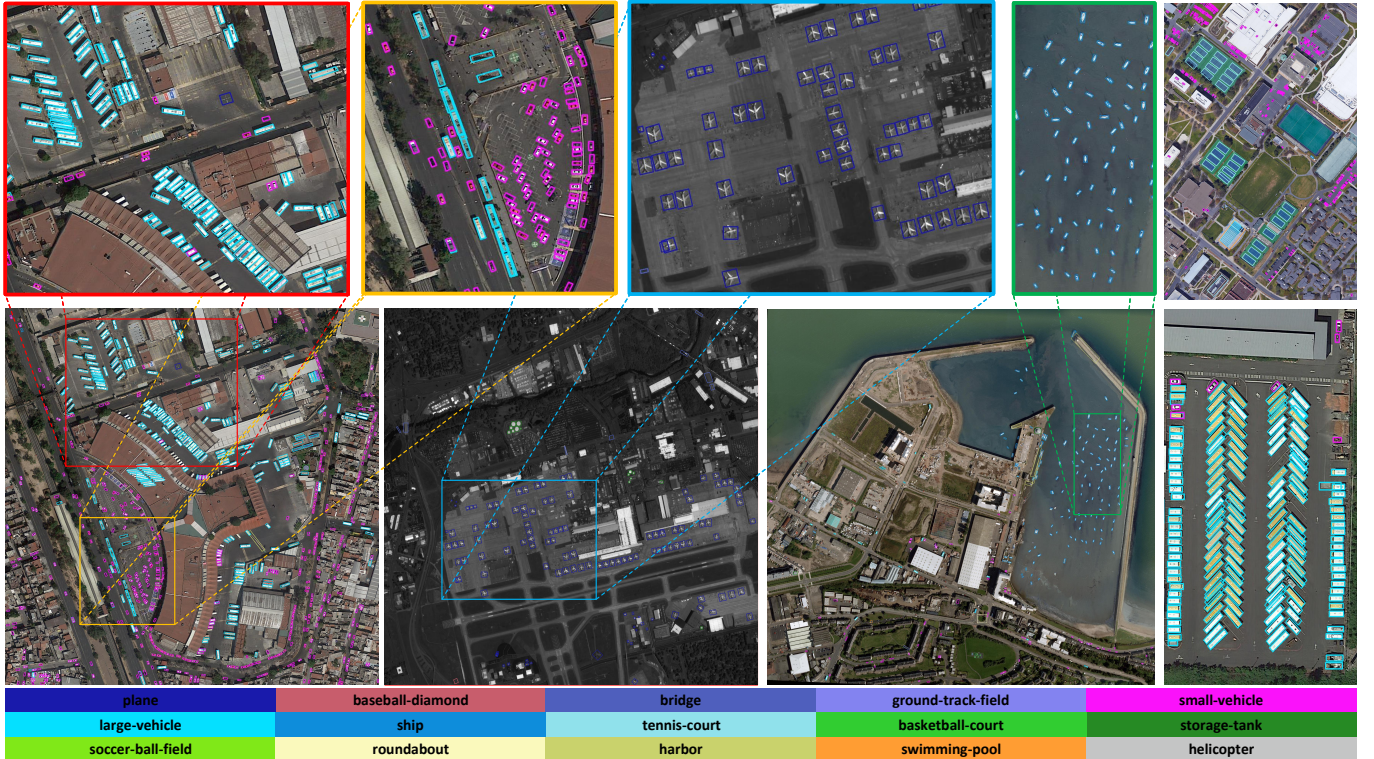 plane baseball-diamond bridge ground-track-field small-vehicle
large-vehicle ship tennis-court basketball-court storage-tank
soccer-ball-field roundabout harbor swimming-pool helicopter